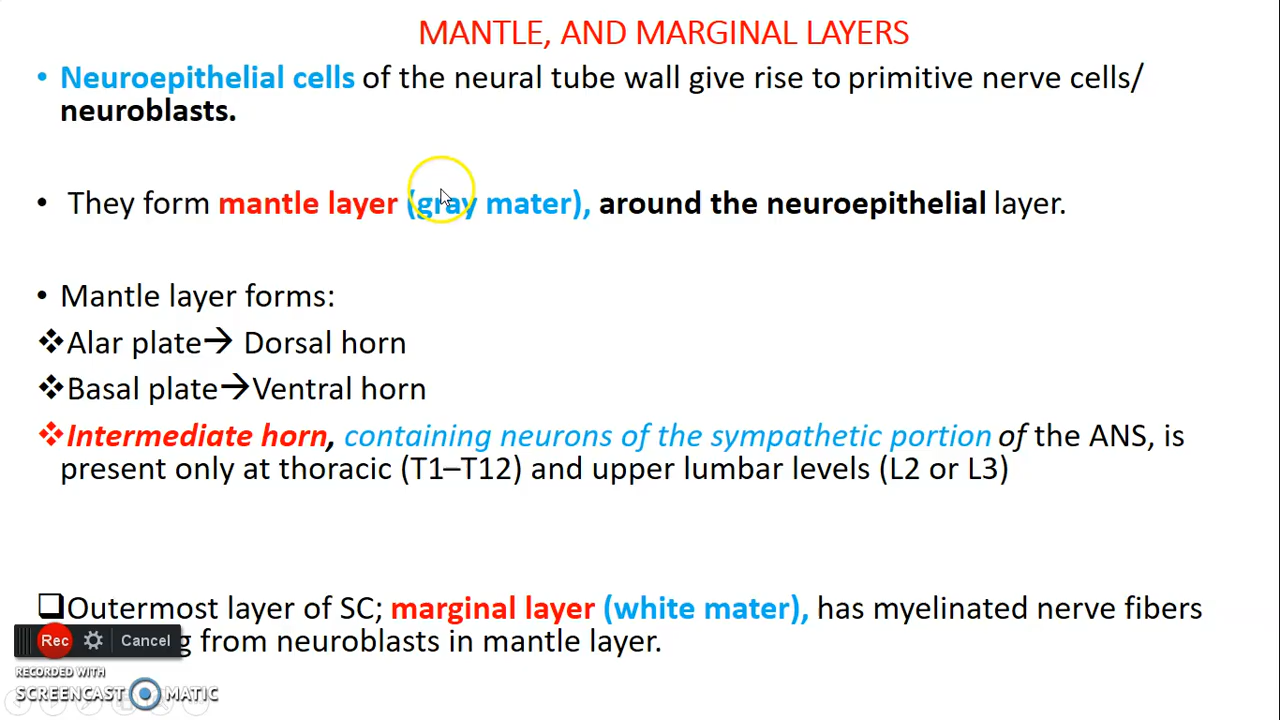 MANTLE, AND MARGINAL LAYERS
• Neuroepithelial cells of the neural tube wall give rise to primitive nerve cells/
neuroblasts.
• They form mantle layer (gray mater), around the neuroepithelial layer.
• Mantle layer forms:
❖Alar plate→ Dorsal horn
❖Basal plate→Ventral horn
❖Intermediate horn, containing neurons of the sympathetic portion of the ANS, is
present only at thoracic (T1–T12) and upper lumbar levels (L2 or L3)
❑Outermost layer of SC; marginal layer (white mater), has myelinated nerve fibers
from neuroblasts in mantle layer.
Rec Cancel
RECORDED WITH
SCREENCAST MATIC